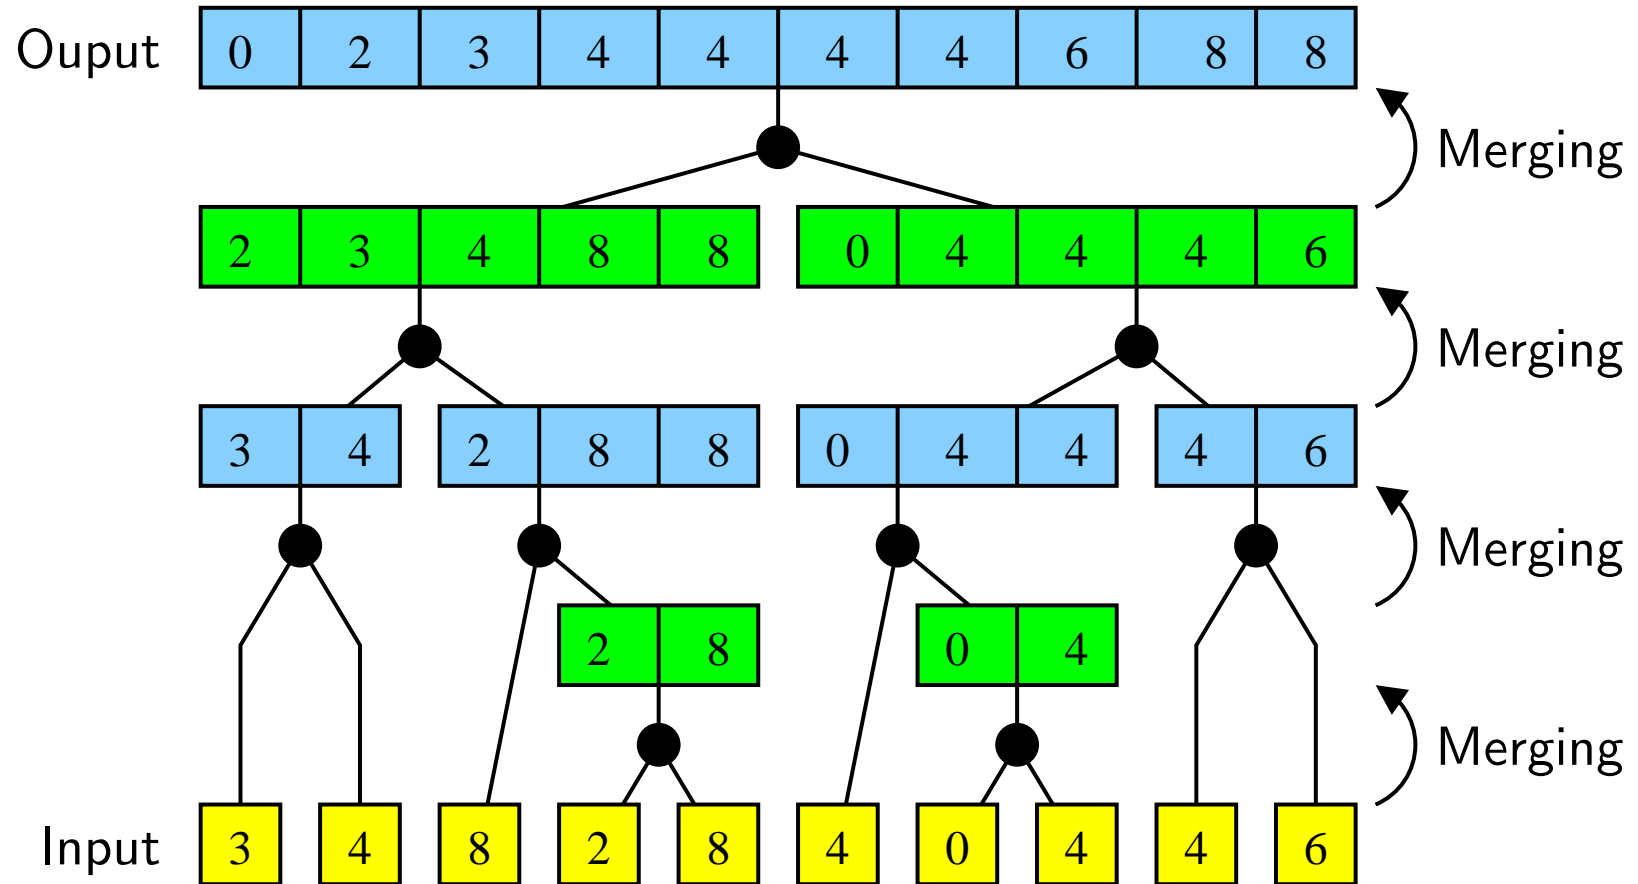 Ouput 0 2 3 4 4 4 4 6 8 8
Merging
2 3 4 8 8 0 4 4 4 6
Merging
3 4 2 8 8 0 4 4 4 6
Merging
2 8 0 4
Merging
Input 3 4 8 2 8 4 0 4 4 6